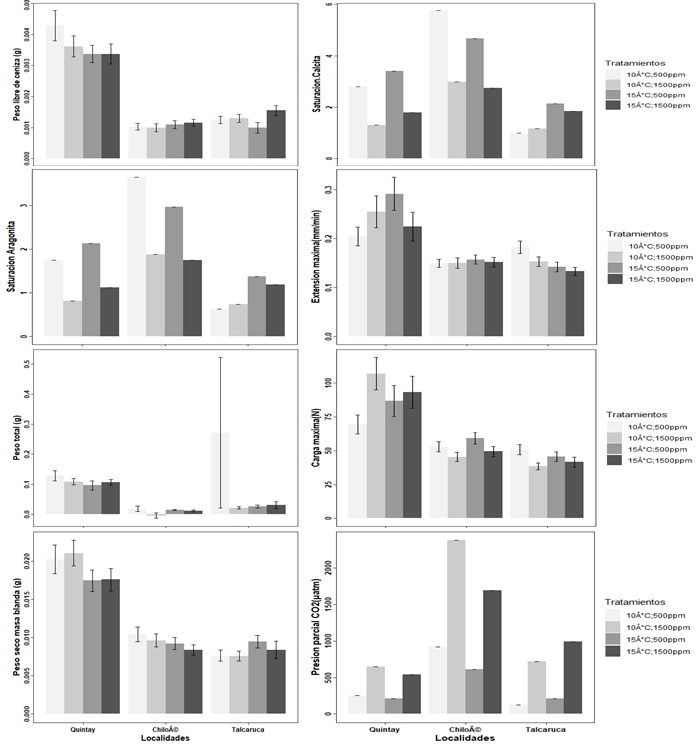 Peso libre de ceniza (g)
0.000
0.001
0.002
0.003
0.004
Saturacion.Calcita
0
2
4
6
Tratamientos
10Â°C;500ppm
10Â°C;1500ppm
15Â°C;500ppm
15Â°C;1500ppm
Saturacion Aragonita
0
1
2
3
Extension maxima(mm/min)
0.0
0.1
0.2
0.3
Tratamientos
10Â°C;500ppm
10Â°C;1500ppm
15Â°C;500ppm
15Â°C;1500ppm
Peso total (g)
0.0
0.1
0.2
0.3
0.4
0.5
Carga maxima(N)
0
25
50
75
100
Tratamientos
10Â°C;500ppm
10Â°C;1500ppm
15Â°C;500ppm
15Â°C;1500ppm
Peso seco masa blanda (g)
0.000
0.005
0.010
0.015
0.020
Quintay
ChiloÃ©
Talcaruca
Localidades
Presion parcial CO2(µatm)
0
500
1000
1500
2000
Quintay
ChiloÃ©
Talcaruca
Localidades
Tratamientos
10Â°C;500ppm
10Â°C;1500ppm
15Â°C;500ppm
15Â°C;1500ppm